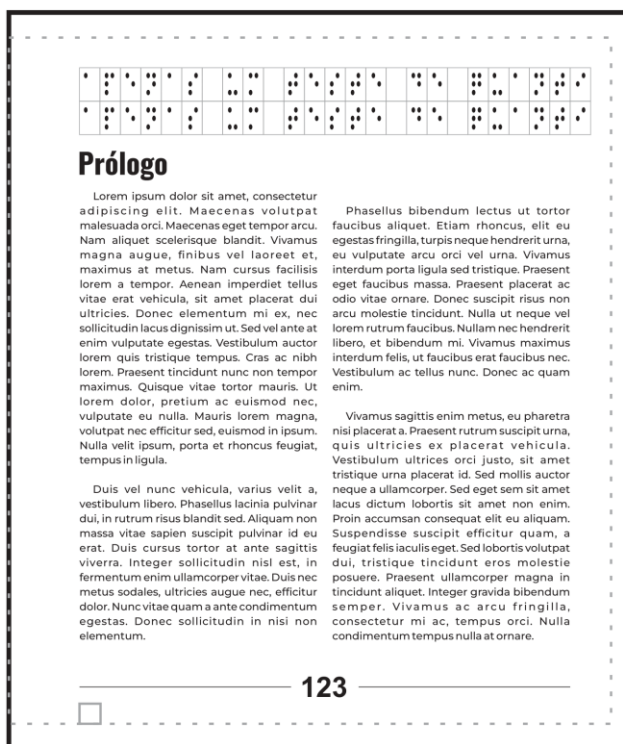 Prólogo
Lorem ipsum dolor sit amet, consectetur
adipiscing elit. Maecenas volutpat
malesuada orci. Maecenas eget tempor arcu.
Nam aliquet scelerisque blandit. Vivamus
magna augue, finibus vel laoreet et,
maximus at metus. Nam cursus facilisis
lorem a tempor. Aenean imperdiet tellus
vitae erat vehicula, sit amet placerat dui
ultricies. Donec elementum mi ex, nec
sollicitudin lacus dignissim ut. Sed vel ante at
enim vulputate egestas. Vestibulum auctor
lorem quis tristique tempus. Cras ac nibh
lorem. Praesent tincidunt nunc non tempor
maximus. Quisque vitae tortor mauris. Ut
lorem dolor, pretium ac euismod nec,
vulputate eu nulla. Mauris lorem magna,
volutpat nec efficitur sed, euismod in ipsum.
Nulla velit ipsum, porta et rhoncus feugiat,
tempus in ligula.
Duis vel nunc vehicula, varius velit a,
vestibulum libero. Phasellus lacinia pulvinar
dui, in rutrum risus blandit sed. Aliquam non
massa vitae sapien suscipit pulvinar id eu
erat. Duis cursus tortor at ante sagittis
viverra. Integer sollicitudin nisl est, in
fermentum enim ullamcorper vitae. Duis nec
metus sodales, ultricies augue nec, efficitur
dolor. Nunc vitae quam a ante condimentum
egestas. Donec sollicitudin in nisi non
elementum.
Phasellus bibendum lectus ut tortor
faucibus aliquet. Etiam rhoncus, elit eu
egestas fringilla, turpis neque hendrerit urna,
eu vulputate arcu orci vel urna. Vivamus
interdum porta ligula sed tristique. Praesent
eget faucibus massa. Praesent placerat ac
odio vitae ornare. Donec suscipit risus non
arcu molestie tincidunt. Nulla ut neque vel
lorem rutrum faucibus. Nullam nec hendrerit
libero, et bibendum mi. Vivamus maximus
interdum felis, ut faucibus erat faucibus nec.
Vestibulum ac tellus nunc. Donec ac quam
enim.
Vivamus sagittis enim metus, eu pharetra
nisi placerat a. Praesent rutrum suscipit urna,
quis ultricies ex placerat vehicula.
Vestibulum ultrices orci justo, sit amet
tristique urna placerat id. Sed mollis auctor
neque a ullamcorper. Sed eget sem sit amet
lacus dictum lobortis sit amet non enim.
Proin accumsan consequat elit eu aliquam.
Suspendisse suscipit efficitur quam, a
feugiat felis iaculis eget. Sed lobortis volutpat
dui, tristique tincidunt eros molestie
posuere. Praesent ullamcorper magna in
tincidunt aliquet. Integer gravida bibendum
semper. Vivamus ac arcu fringilla,
consectetur mi ac, tempus orci. Nulla
condimentum tempus nulla at ornare.
123